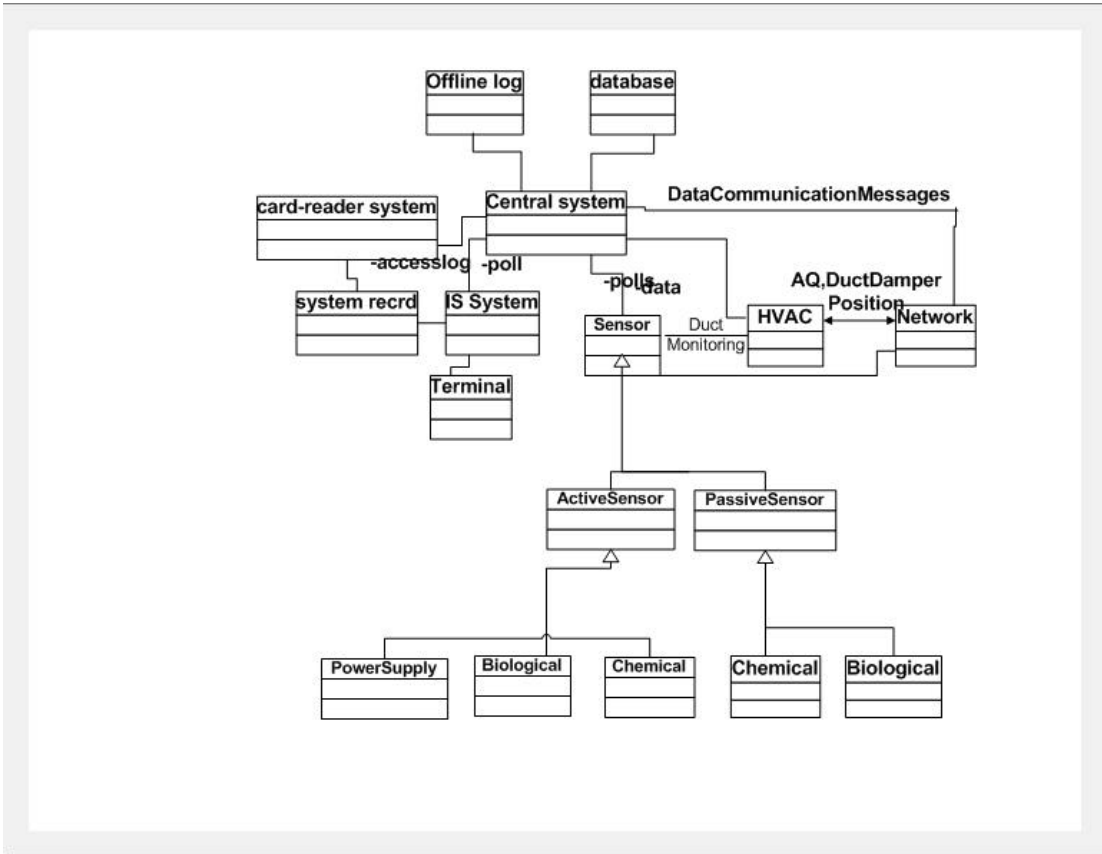 Offline log
database
card-reader system
Central system
DataCommunicationMessages
-accesslog
-poll
-polls
-data
AQ,DuctDamper
Position
system recrd
IS System
Sensor
Duct
Monitoring
HVAC
Network
Terminal
ActiveSensor
PassiveSensor
PowerSupply
Biological
Chemical
Chemical
Biological